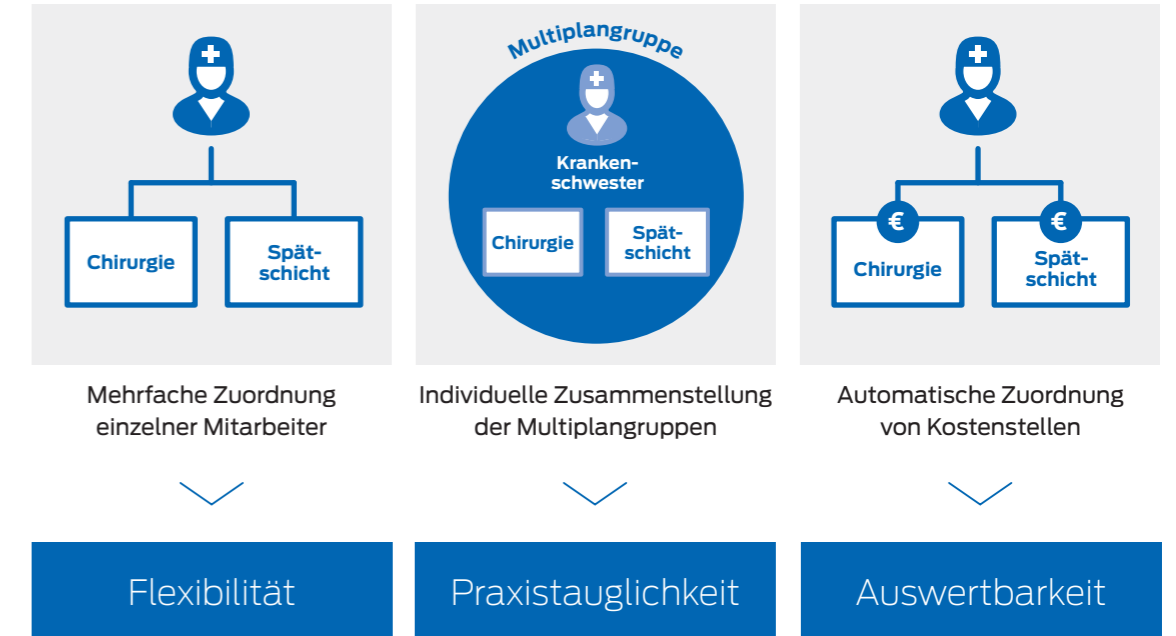 Chirurgie
Spät-
schicht
Mehrfache Zuordnung
einzelner Mitarbeiter
Flexibilität
Multiplangruppe
Kranken-
schwester
Chirurgie
Spät-
schicht
Individuelle Zusammenstellung
der Multiplangruppen
Praxistauglichkeit
€
€
Chirurgie
Spät-
schicht
Automatische Zuordnung
von Kostenstellen
Auswertbarkeit